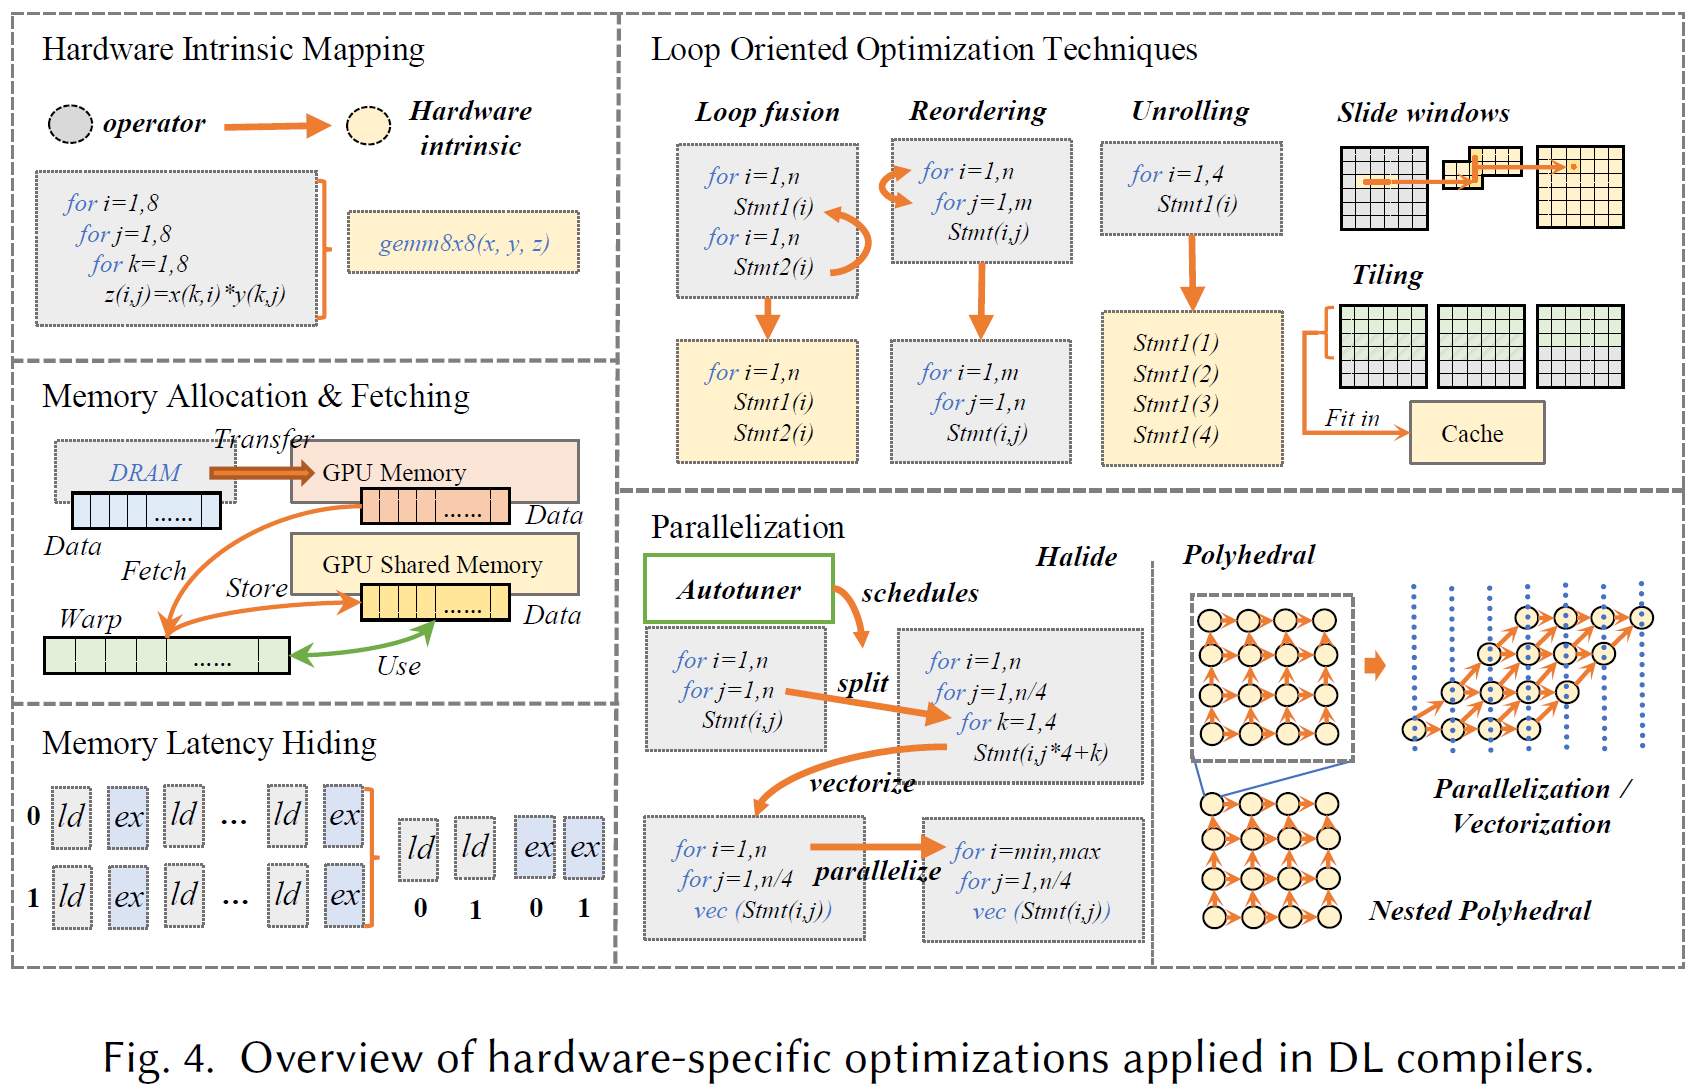 Hardware Intrinsic Mapping
operator
Hardware
intrinsic
for i=1,8
for j=1,8
for k=1,8
z(i,j)=x(k,i)*y(k,j)
gemm8x8(x, y, z)
Memory Allocation & Fetching
Transfer
DRAM
GPU Memory
......
......
Data
Data
Fetch
GPU Shared Memory
Store
......
Data
Warp
......
Use
Memory Latency Hiding
0 ld ex ld ... ld ex
1 ld ex ld ... ld ex
ld ld ex ex
0 1 0 1
Loop Oriented Optimization Techniques
Loop fusion
for i=1,n
Stmt1(i)
for i=1,n
Stmt2(i)
for i=1,n
Stmt1(i)
Stmt2(i)
Reordering
for i=1,n
for j=1,m
Stmt(i,j)
for i=1,m
for j=1,n
Stmt(i,j)
Unrolling
for i=1,4
Stmt1(i)
Stmt1(1)
Stmt1(2)
Stmt1(3)
Stmt1(4)
Slide windows
Tiling
Fit in
Cache
Parallelization
Autotuner
schedules
Halide
for i=1,n
for j=1,n
Stmt(i,j)
split
for i=1,n
for j=1,n/4
for k=1,4
Stmt(i,j*4+k)
vectorize
for i=1,n
for j=1,n/4
vec (Stmt(i,j))
parallelize
for i=min,max
for j=1,n/4
vec (Stmt(i,j))
Polyhedral
Parallelization /
Vectorization
Nested Polyhedral
Fig. 4. Overview of hardware-specific optimizations applied in DL compilers.